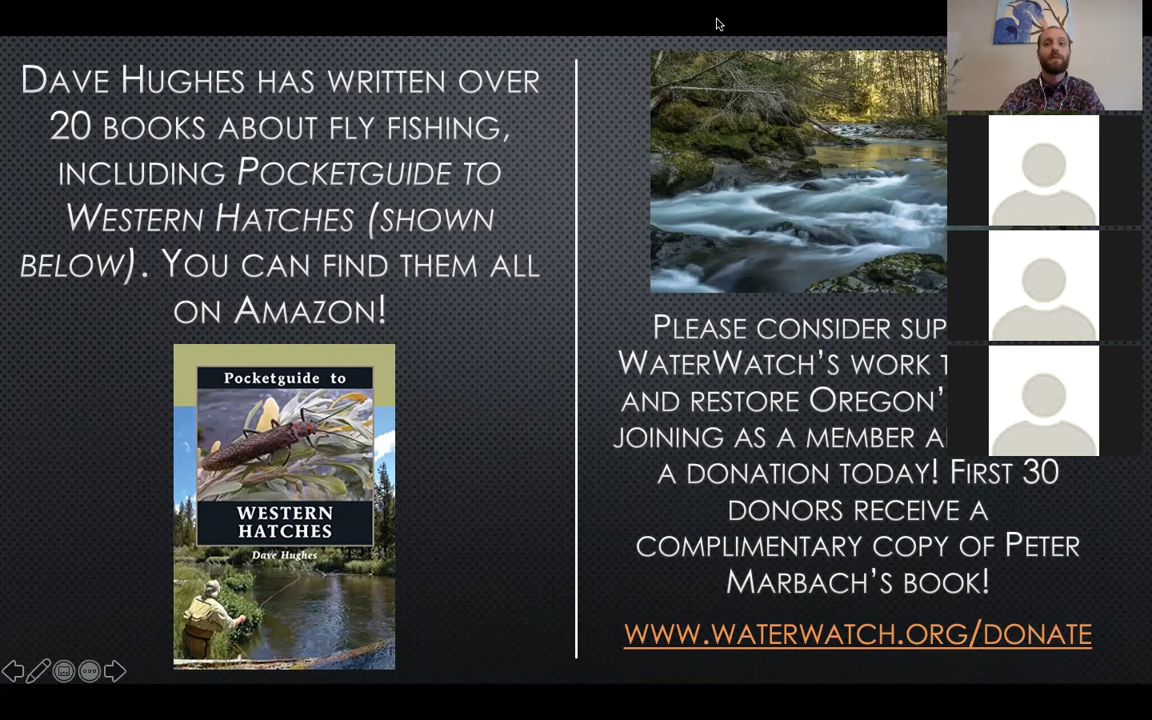 DAVE HUGHES HAS WRITTEN OVER
20 BOOKS ABOUT FLY FISHING,
INCLUDING POCKETGUIDE TO
WESTERN HATCHES (SHOWN
BELOW). YOU CAN FIND THEM ALL
ON AMAZON!
Pocketguide to
WESTERN
HATCHES
Dave Hughes
PLEASE CONSIDER SUP
WATERWATCH'S WORK T
AND RESTORE OREGON'
JOINING AS A MEMBER A
A DONATION TODAY! FIRST 30
DONORS RECEIVE A
COMPLIMENTARY COPY OF PETER
MARBACH'S BOOK!
WWW.WATERWATCH.ORG/DONATE